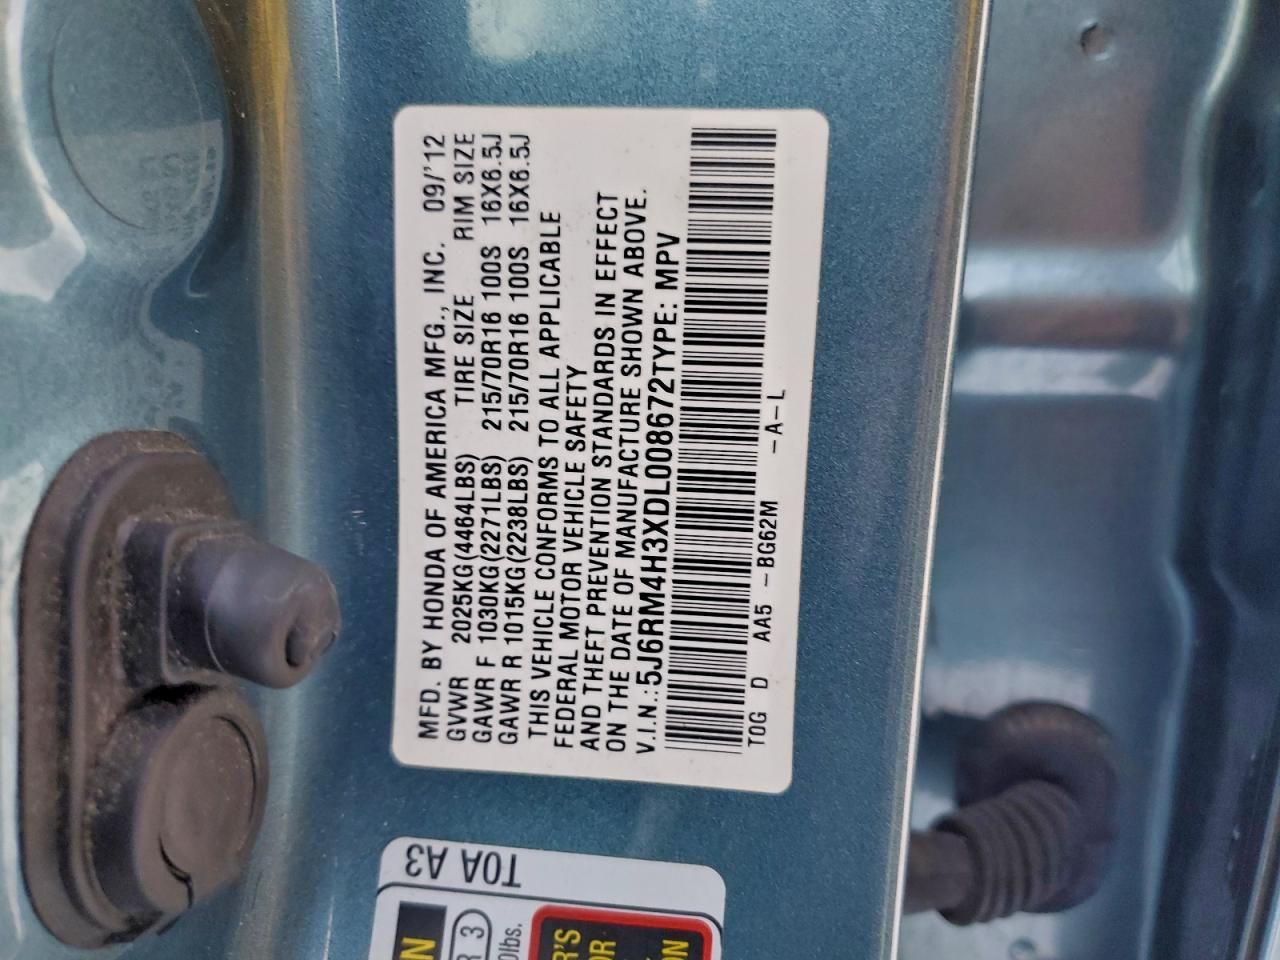 MFD. BY HONDA OF AMERICA MFG., INC. 09/'12
GVWR 2025KG(4464LBS) TIRE SIZE RIM SIZE
GAWR F 1030KG(2271LBS) 215/70R16 100S 16X6.5J
GAWR R 1015KG(2238LBS) 215/70R16 100S 16X6.5J
THIS VEHICLE CONFORMS TO ALL APPLICABLE
FEDERAL MOTOR VEHICLE SAFETY
AND THEFT PREVENTION STANDARDS IN EFFECT
ON THE DATE OF MANUFACTURE SHOWN ABOVE.
V.I.N.:5J6RM4H3XDL008672TYPE: MPV
TOG D AA5 -BG62M -A-L
TOA A3